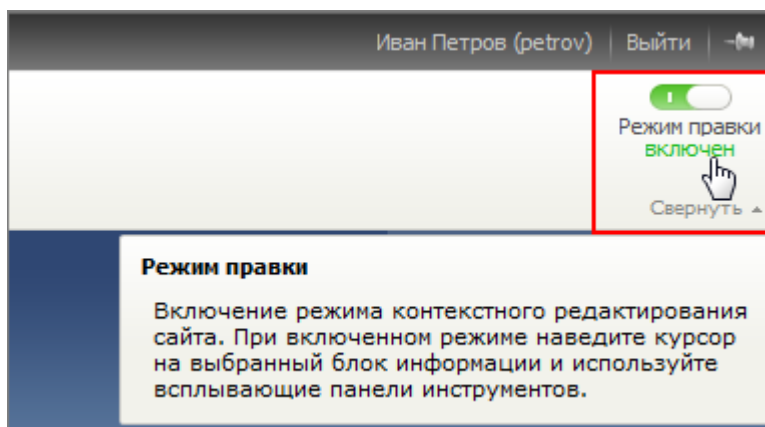 Иван Петров (petrov) Выйти
Режим правки
включен
Свернуть
Режим правки
Включение режима контекстного редактирования
сайта. При включенном режиме наведите курсор
на выбранный блок информации и используйте
всплывающие панели инструментов.